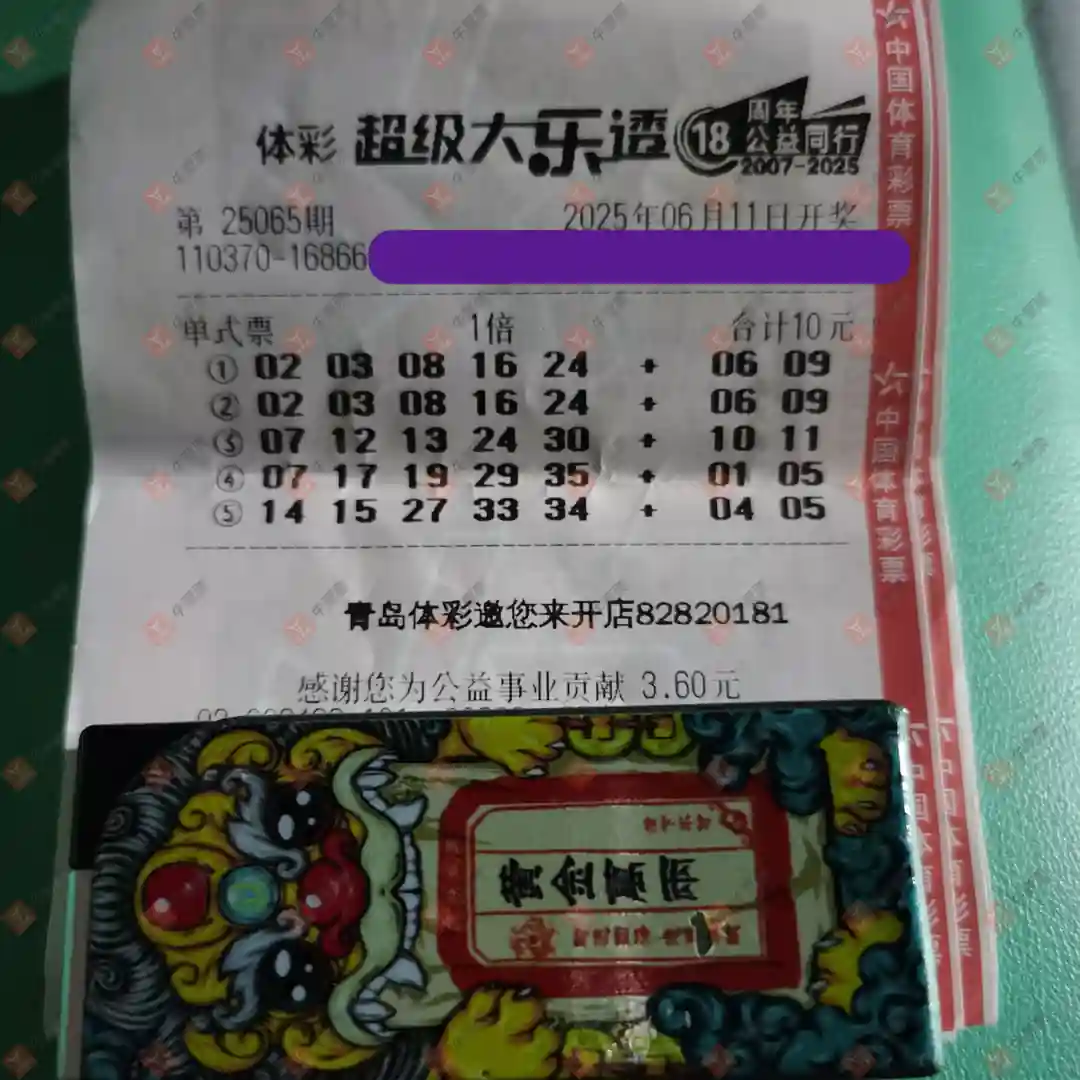 体彩 超级大乐透 18 周年 公益同行 2007-2025
第 25065期 2025年06月11日开奖
110370-16866
单式票 1倍 合计10元
① 02 03 08 16 24 + 06 09
② 02 03 08 16 24 + 06 09
③ 07 12 13 24 30 + 10 11
④ 07 17 19 29 35 + 01 05
⑤ 14 15 27 33 34 + 04 05
青岛体彩邀您来开店82820181
感谢您为公益事业贡献 3.60元
中国体育彩票
中国体育彩票